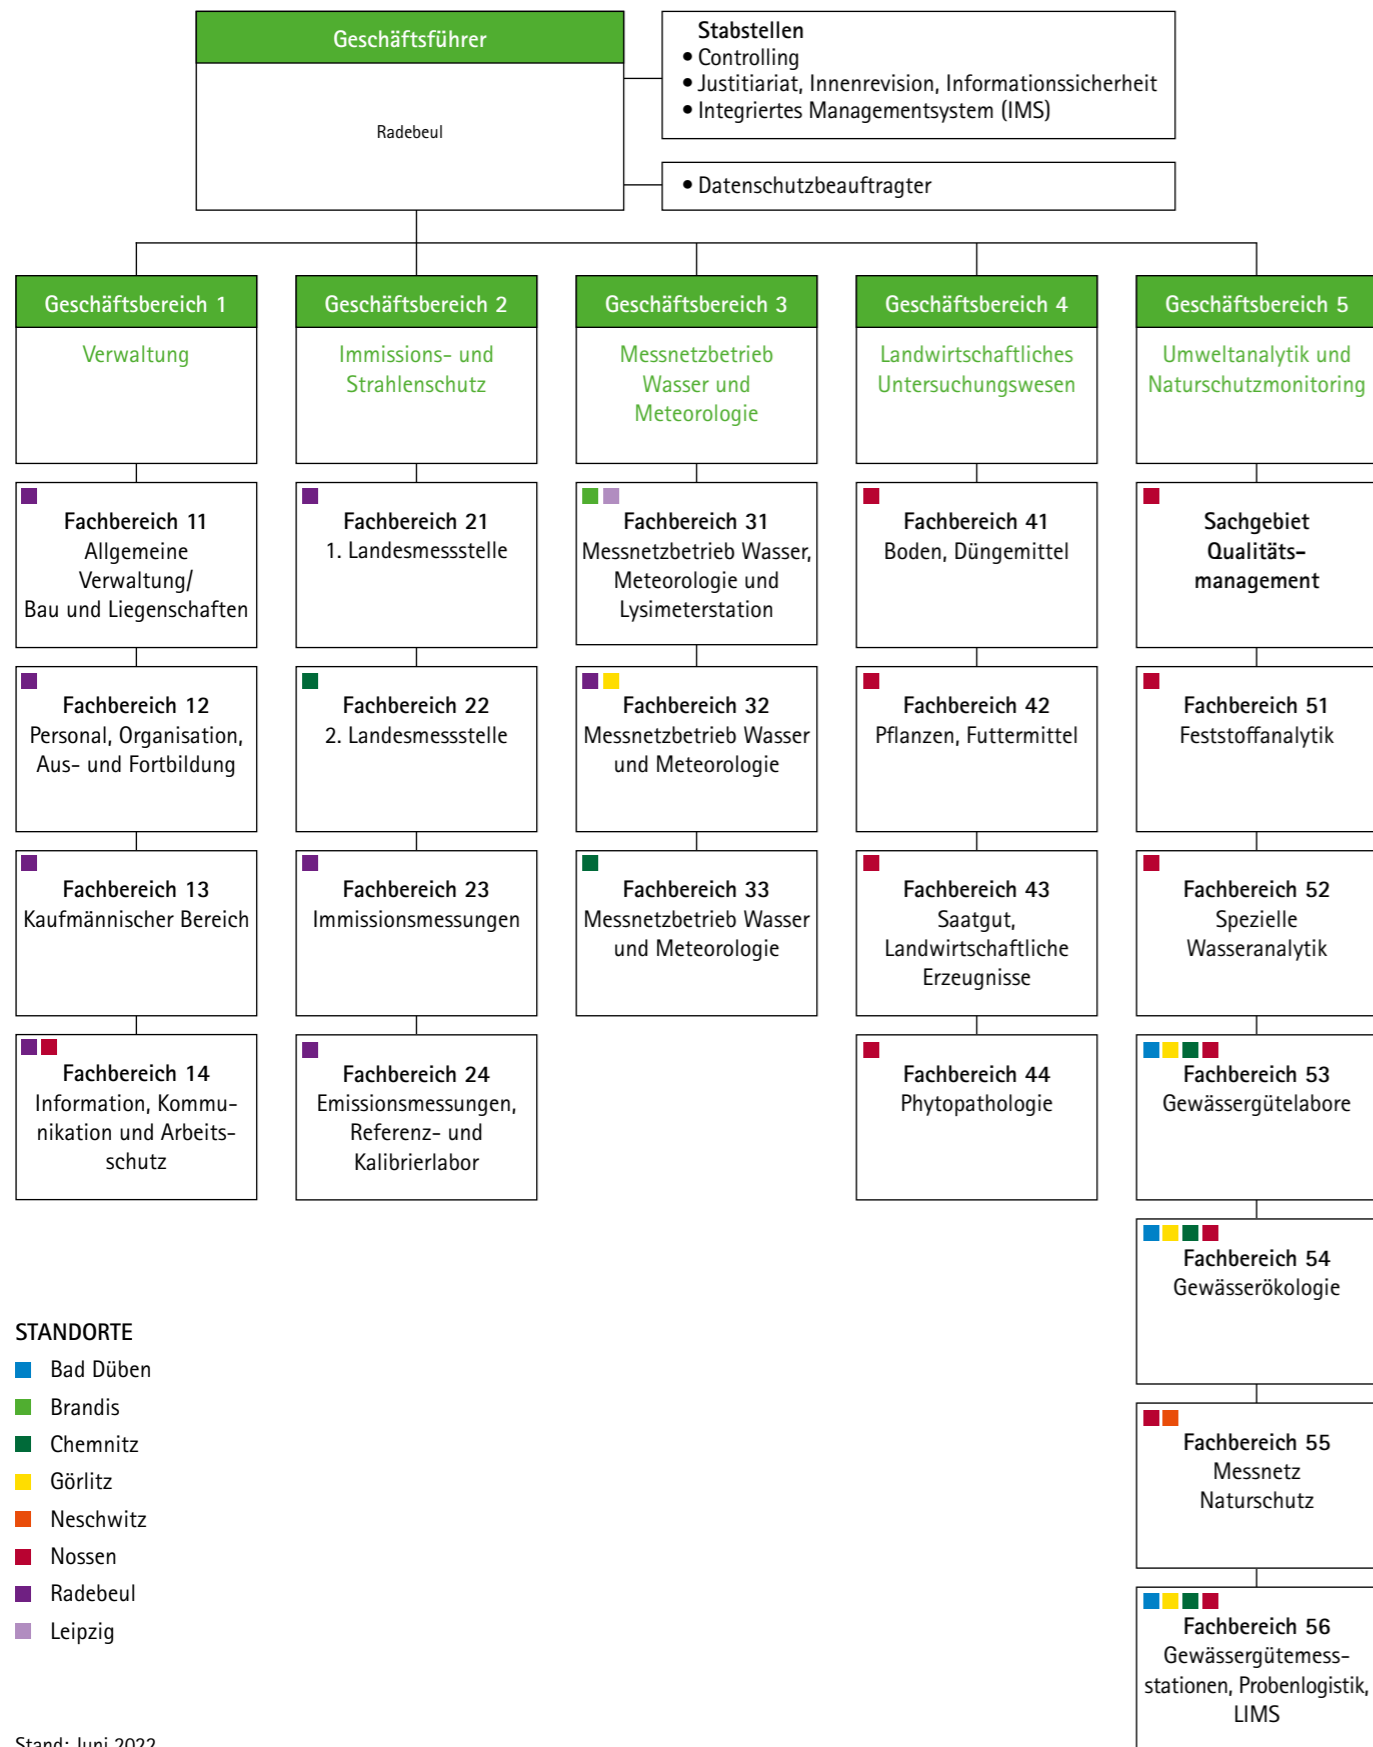 Geschäftsführer
Radebeul
Stabstellen
• Controlling
• Justitiariat, Innenrevision, Informationssicherheit
• Integriertes Managementsystem (IMS)
• Datenschutzbeauftragter
Geschäftsbereich 1
Verwaltung
Fachbereich 11
Allgemeine
Verwaltung/
Bau und Liegenschaften
Fachbereich 12
Personal, Organisation,
Aus- und Fortbildung
Fachbereich 13
Kaufmännischer Bereich
Fachbereich 14
Information, Kommu-
nikation und Arbeits-
schutz
Geschäftsbereich 2
Immissions- und
Strahlenschutz
Fachbereich 21
1. Landesmessstelle
Fachbereich 22
2. Landesmessstelle
Fachbereich 23
Immissionsmessungen
Fachbereich 24
Emissionsmessungen,
Referenz- und
Kalibrierlabor
Geschäftsbereich 3
Messnetzbetrieb
Wasser und
Meteorologie
Fachbereich 31
Messnetzbetrieb Wasser,
Meteorologie und
Lysimeterstation
Fachbereich 32
Messnetzbetrieb Wasser
und Meteorologie
Fachbereich 33
Messnetzbetrieb Wasser
und Meteorologie
Geschäftsbereich 4
Landwirtschaftliches
Untersuchungswesen
Fachbereich 41
Boden, Düngemittel
Fachbereich 42
Pflanzen, Futtermittel
Fachbereich 43
Saatgut,
Landwirtschaftliche
Erzeugnisse
Fachbereich 44
Phytopathologie
Geschäftsbereich 5
Umweltanalytik und
Naturschutzmonitoring
Sachgebiet
Qualitäts-
management
Fachbereich 51
Feststoffanalytik
Fachbereich 52
Spezielle
Wasseranalytik
Fachbereich 53
Gewässergütelabore
Fachbereich 54
Gewässerökologie
Fachbereich 55
Messnetz
Naturschutz
Fachbereich 56
Gewässergütemess-
stationen, Probenlogistik,
LIMS
STANDORTE
Bad Düben
Brandis
Chemnitz
Görlitz
Neschwitz
Nossen
Radebeul
Leipzig
Stand: Juni 2022